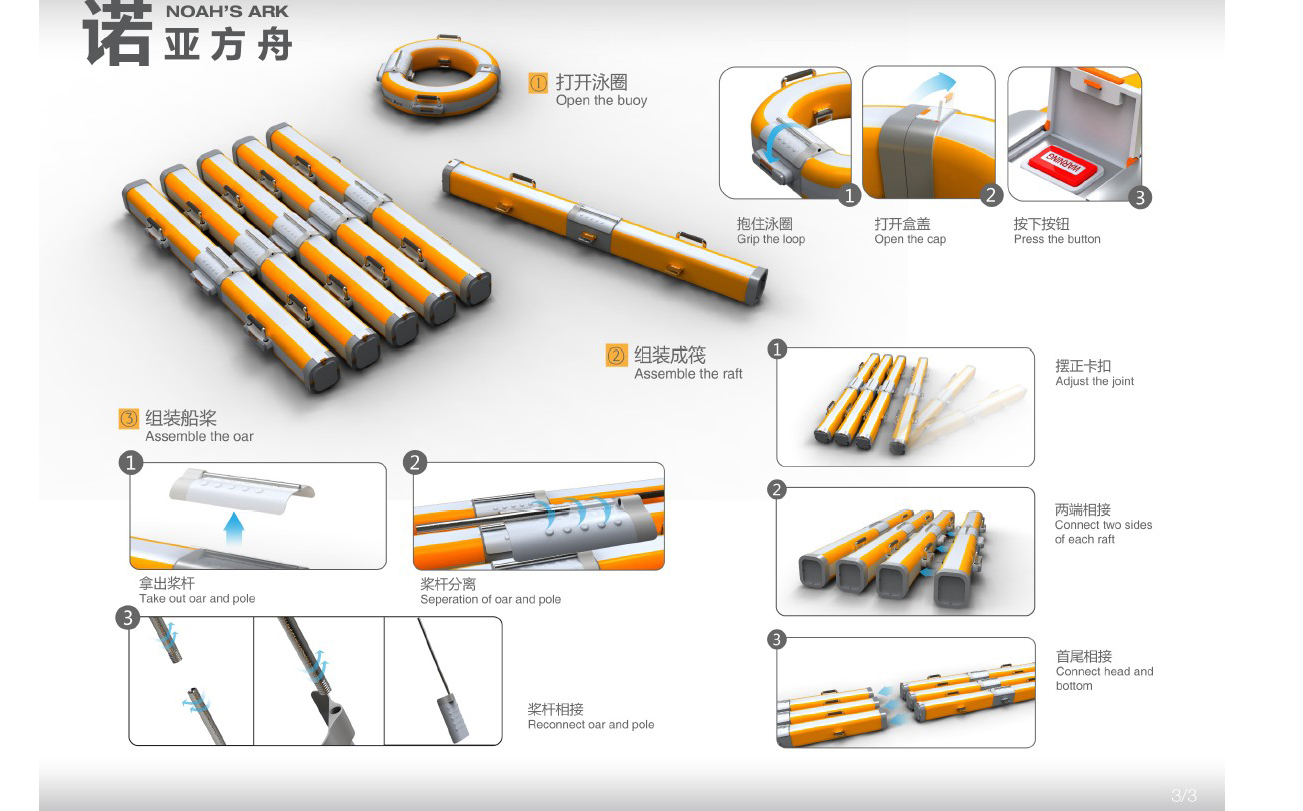 诺
NOAH'S ARK
亚方舟
① 打开泳圈
Open the buoy
1
2
3
抱住泳圈
Grip the loop
打开盒盖
Open the cap
WARNING
按下按钮
Press the button
② 组装成筏
Assemble the raft
1
摆正卡扣
Adjust the joint
2
两端相接
Connect two sides
of each raft
3
首尾相接
Connect head and
bottom
③ 组装船桨
Assemble the oar
1
拿出桨杆
Take out oar and pole
2
桨杆分离
Seperation of oar and pole
3
桨杆相接
Reconnect oar and pole
3/3